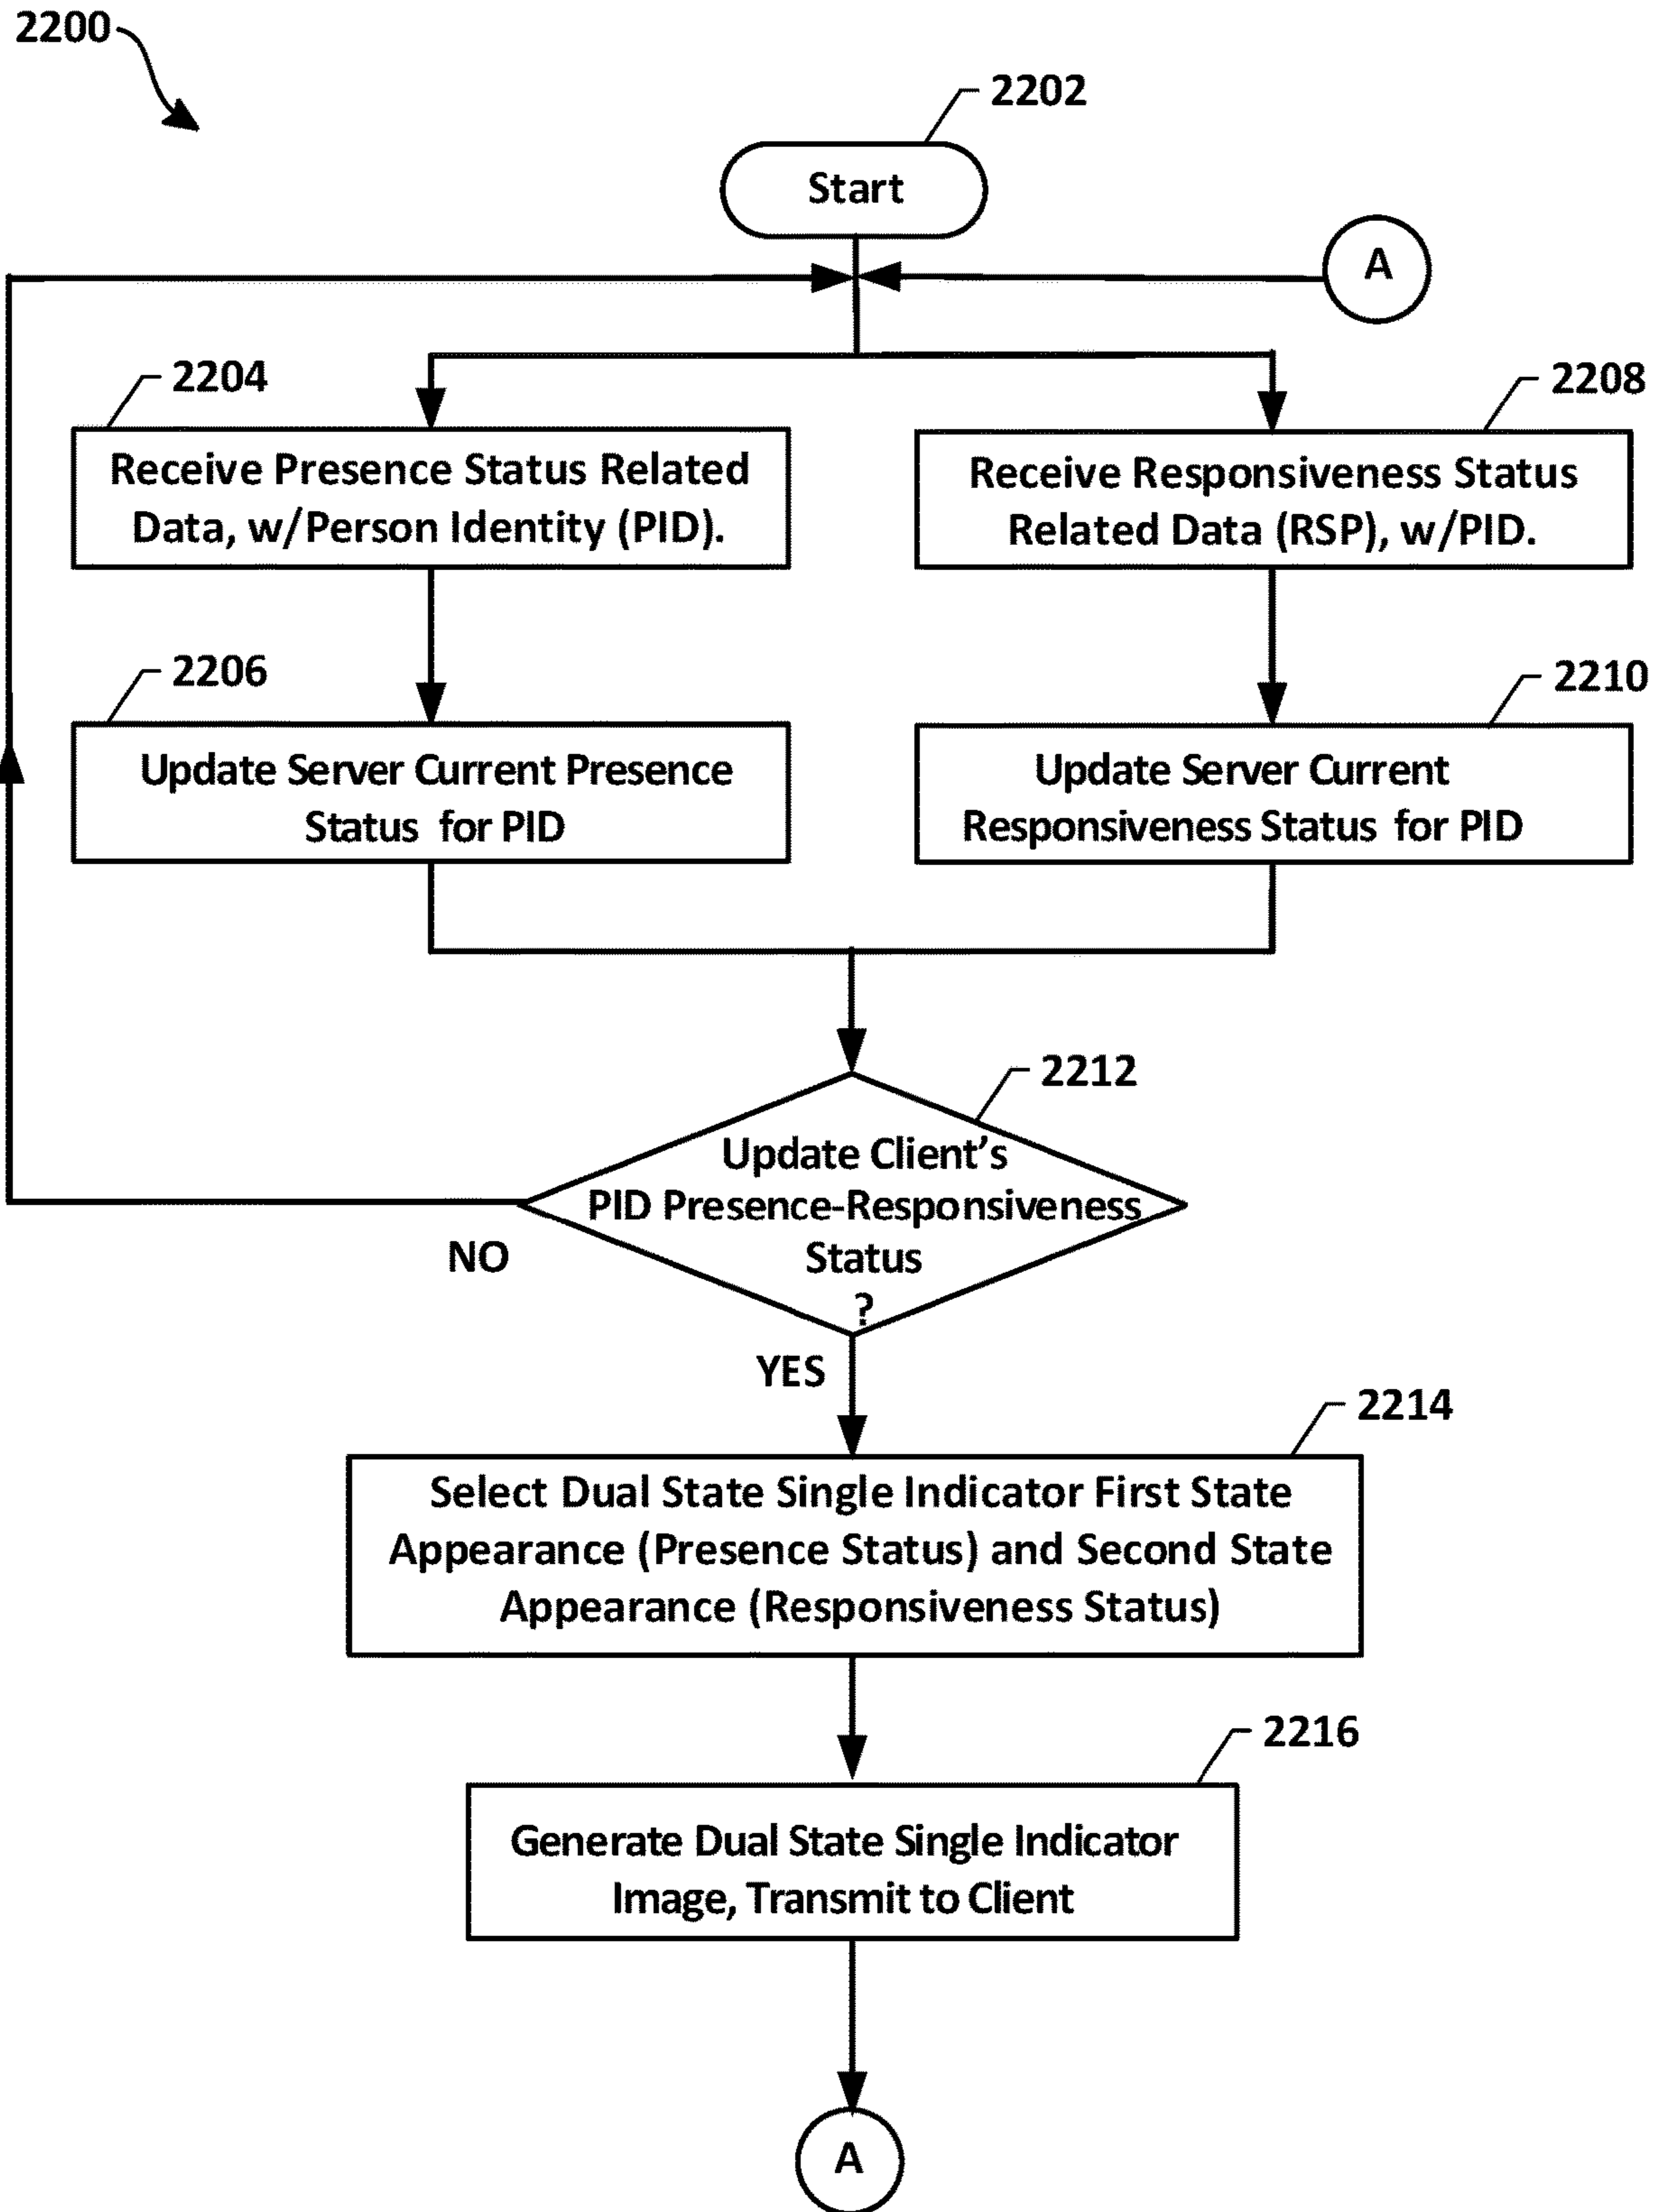 2200
2202
Start
A
2204
Receive Presence Status Related
Data, w/Person Identity (PID).
2208
Receive Responsiveness Status
Related Data (RSP), w/PID.
2206
Update Server Current Presence
Status for PID
2210
Update Server Current
Responsiveness Status for PID
2212
Update Client’s
PID Presence-Responsiveness
Status
?
NO
YES
2214
Select Dual State Single Indicator First State
Appearance (Presence Status) and Second State
Appearance (Responsiveness Status)
2216
Generate Dual State Single Indicator
Image, Transmit to Client
A